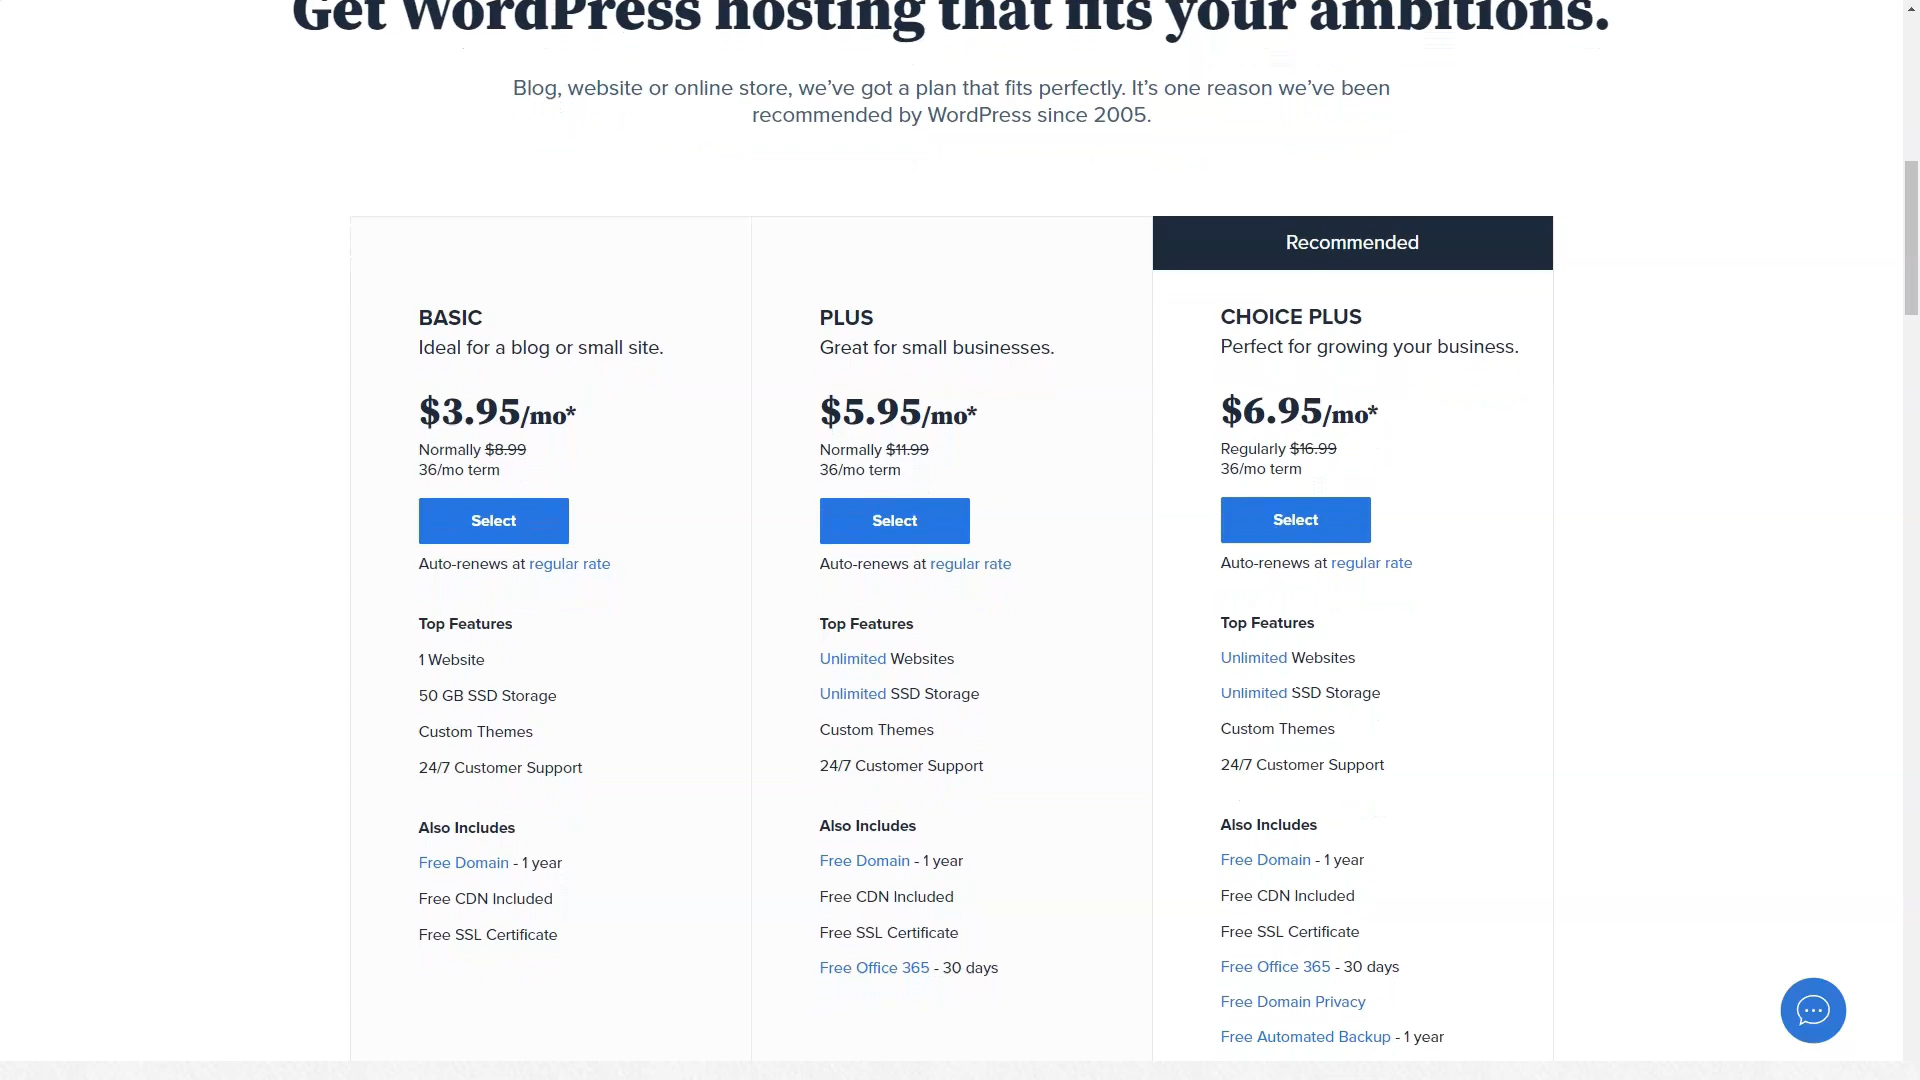 Get WordPress hosting that fits your ambitions.
Blog, website or online store, we’ve got a plan that fits perfectly. It’s one reason we’ve been
recommended by WordPress since 2005.
BASIC
Ideal for a blog or small site.
$3.95/mo*
Normally $8.99
36/mo term
Select
Auto-renews at regular rate
Top Features
1 Website
50 GB SSD Storage
Custom Themes
24/7 Customer Support
Also Includes
Free Domain - 1 year
Free CDN Included
Free SSL Certificate
PLUS
Great for small businesses.
$5.95/mo*
Normally $11.99
36/mo term
Select
Auto-renews at regular rate
Top Features
Unlimited Websites
Unlimited SSD Storage
Custom Themes
24/7 Customer Support
Also Includes
Free Domain - 1 year
Free CDN Included
Free SSL Certificate
Free Office 365 - 30 days
Recommended
CHOICE PLUS
Perfect for growing your business.
$6.95/mo*
Regularly $16.99
36/mo term
Select
Auto-renews at regular rate
Top Features
Unlimited Websites
Unlimited SSD Storage
Custom Themes
24/7 Customer Support
Also Includes
Free Domain - 1 year
Free CDN Included
Free SSL Certificate
Free Office 365 - 30 days
Free Domain Privacy
Free Automated Backup - 1 year